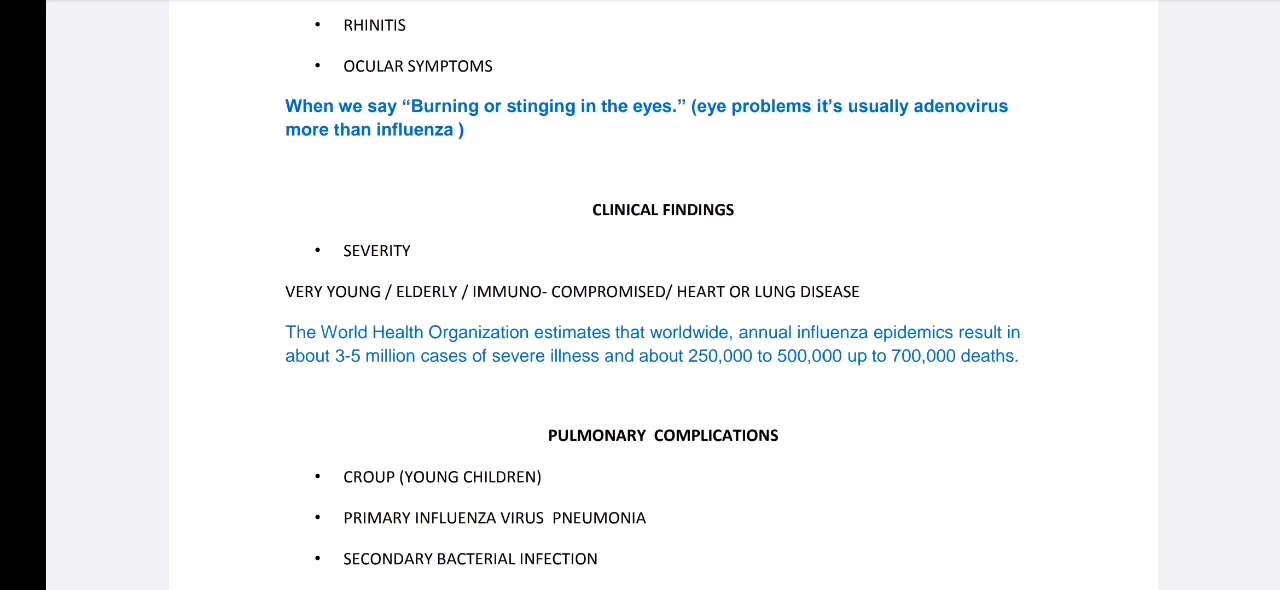 • RHINITIS
• OCULAR SYMPTOMS
When we say “Burning or stinging in the eyes.” (eye problems it’s usually adenovirus
more than influenza )
CLINICAL FINDINGS
• SEVERITY
VERY YOUNG / ELDERLY / IMMUNO- COMPROMISED/ HEART OR LUNG DISEASE
The World Health Organization estimates that worldwide, annual influenza epidemics result in
about 3-5 million cases of severe illness and about 250,000 to 500,000 up to 700,000 deaths.
PULMONARY  COMPLICATIONS
• CROUP (YOUNG CHILDREN)
• PRIMARY INFLUENZA VIRUS  PNEUMONIA
• SECONDARY BACTERIAL INFECTION